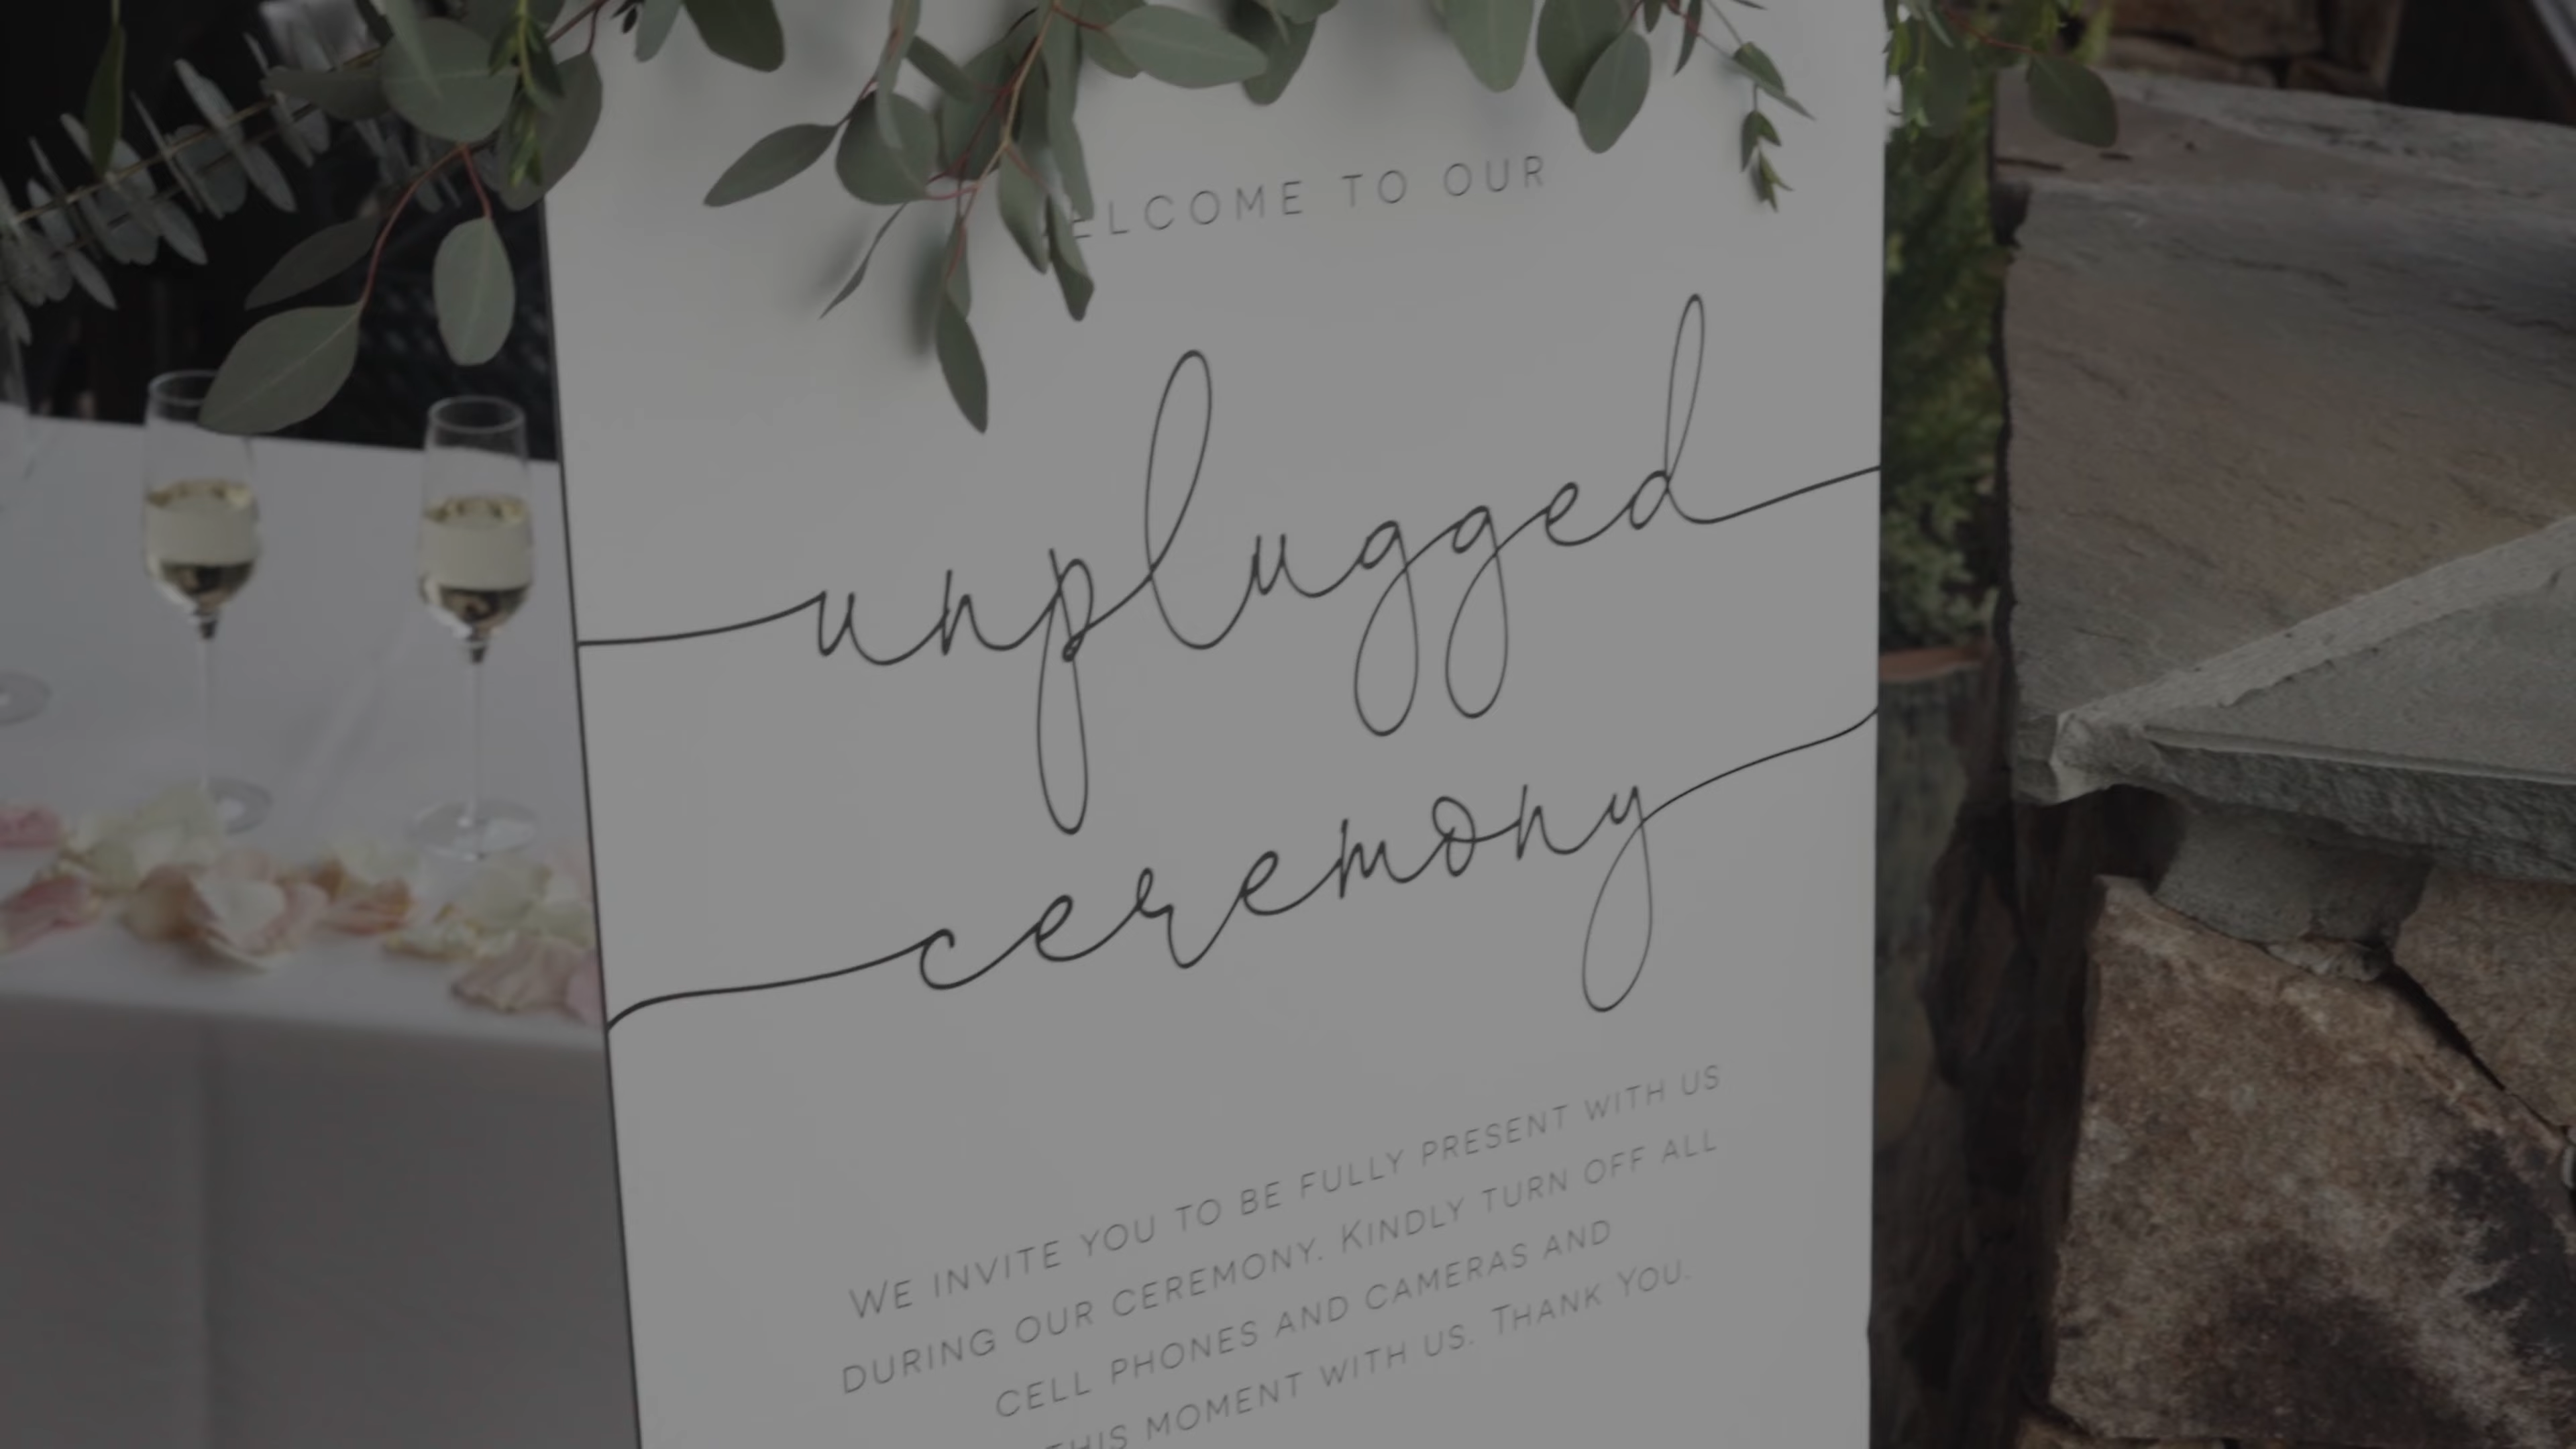 ELCOME TO OUR
unplugged
ceremony
WE INVITE YOU TO BE FULLY PRESENT WITH US
DURING OUR CEREMONY. KINDLY TURN OFF ALL
CELL PHONES AND CAMERAS AND
THIS MOMENT WITH US. THANK YOU.